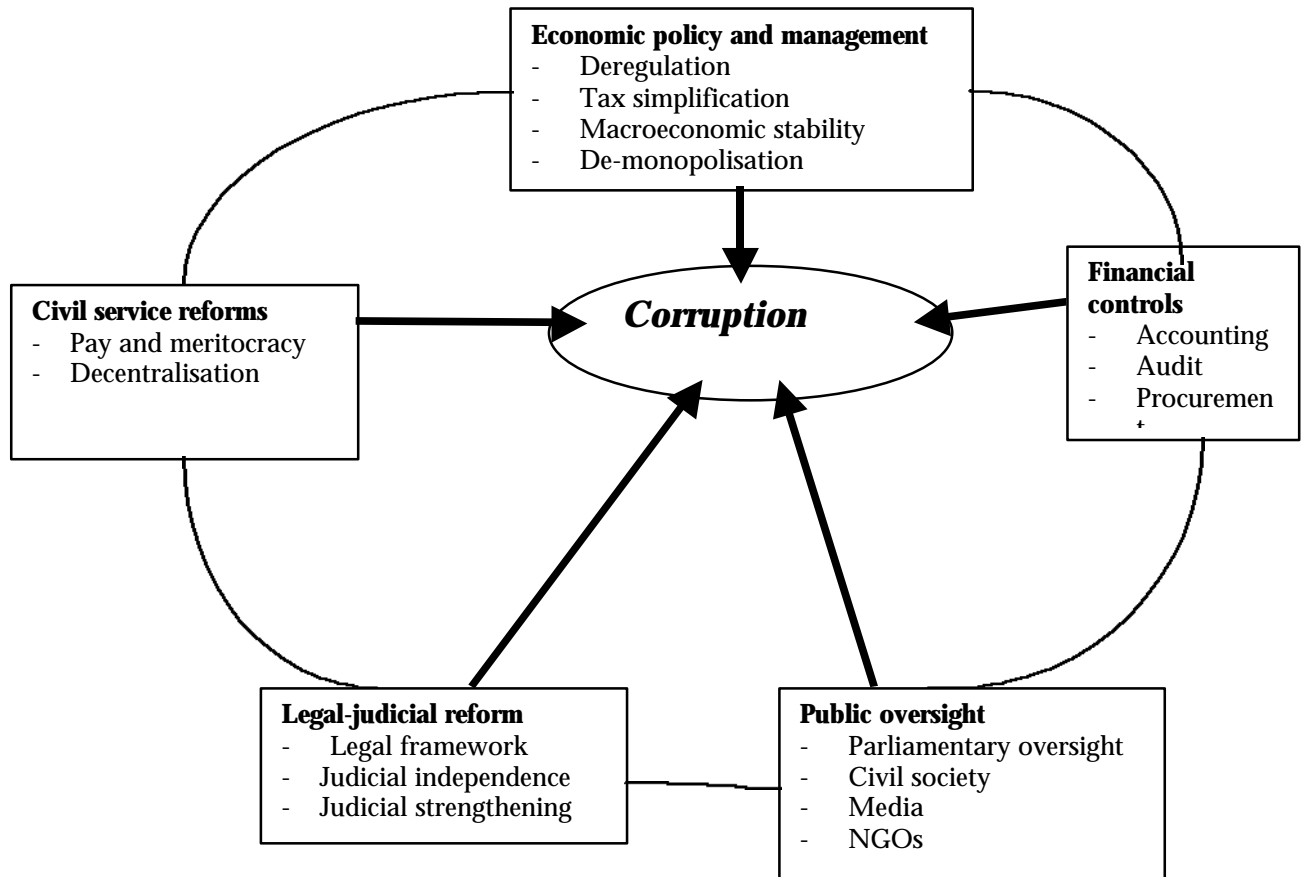 Economic policy and management
- Deregulation
- Tax simplification
- Macroeconomic stability
- De-monopolisation
Civil service reforms
- Pay and meritocracy
- Decentralisation
Corruption
Financial
controls
- Accounting
- Audit
- Procuremen
t
Legal-judicial reform
- Legal framework
- Judicial independence
- Judicial strengthening
Public oversight
- Parliamentary oversight
- Civil society
- Media
- NGOs